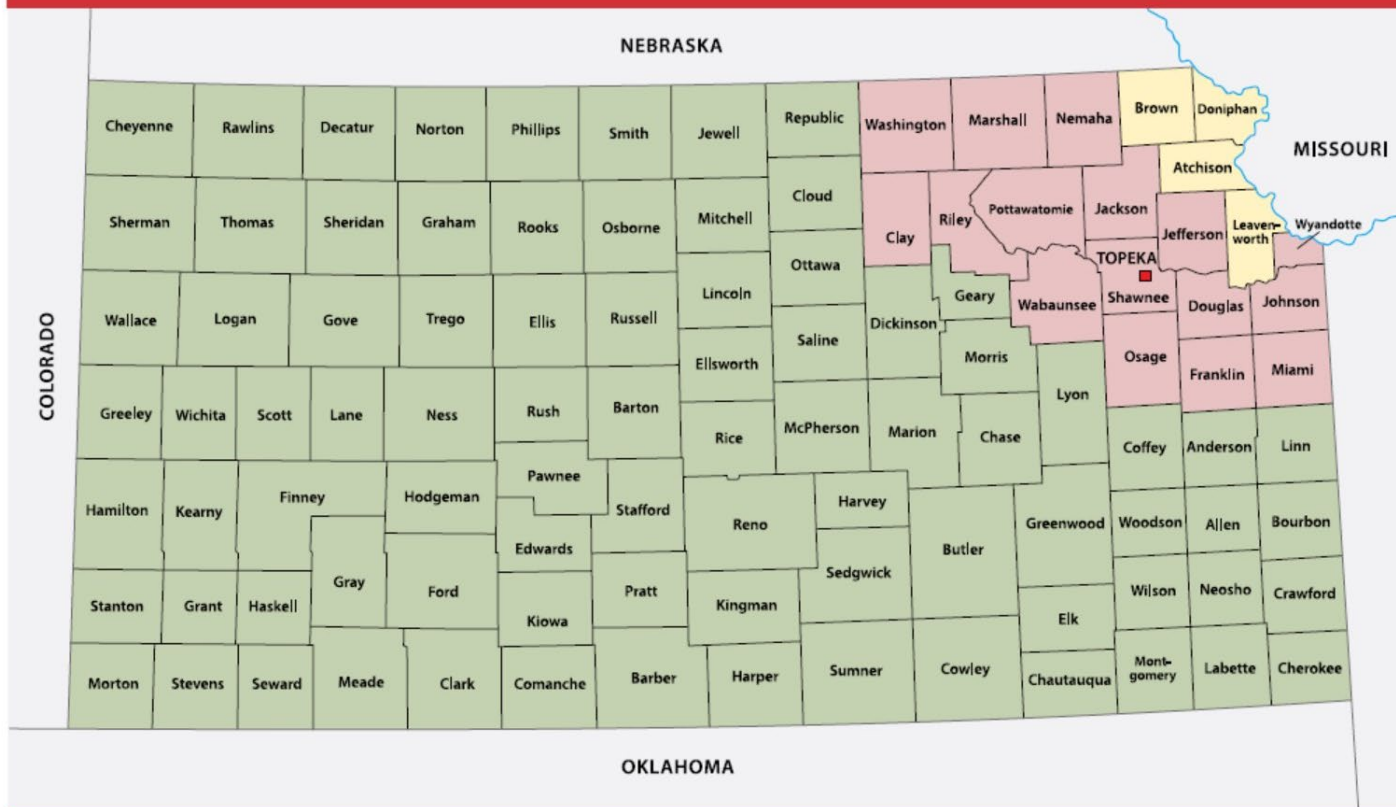 NEBRASKA
Cheyenne
Rawlins
Decatur
Norton
Phillips
Smith
Jewell
Republic
Washington
Marshall
Nemaha
Brown
Doniphan
MISSOURI
Atchison
Sherman
Thomas
Sheridan
Graham
Rooks
Osborne
Mitchell
Cloud
Clay
Riley
Pottawatomie
Jackson
Jefferson
Leaven-
worth
Wyandotte
Ottawa
TOPEKA
COLORADO
Wallace
Logan
Gove
Trego
Ellis
Russell
Lincoln
Saline
Dickinson
Geary
Wabaunsee
Shawnee
Douglas
Johnson
Ellsworth
Morris
Osage
Franklin
Miami
Greeley
Wichita
Scott
Lane
Ness
Rush
Barton
Rice
McPherson
Marion
Chase
Lyon
Coffey
Anderson
Linn
Hamilton
Kearny
Finney
Hodgeman
Pawnee
Stafford
Reno
Harvey
Butler
Greenwood
Woodson
Allen
Bourbon
Edwards
Sedgwick
Stanton
Grant
Haskell
Gray
Ford
Kiowa
Pratt
Kingman
Elk
Wilson
Neosho
Crawford
Morton
Stevens
Seward
Meade
Clark
Comanche
Barber
Harper
Sumner
Cowley
Chautauqua
Mont-
gomery
Labette
Cherokee
OKLAHOMA